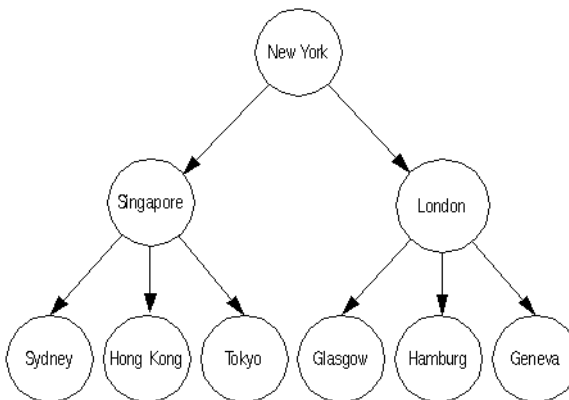 New York
Singapore
London
Sydney
Hong Kong
Tokyo
Glasgow
Hamburg
Geneva